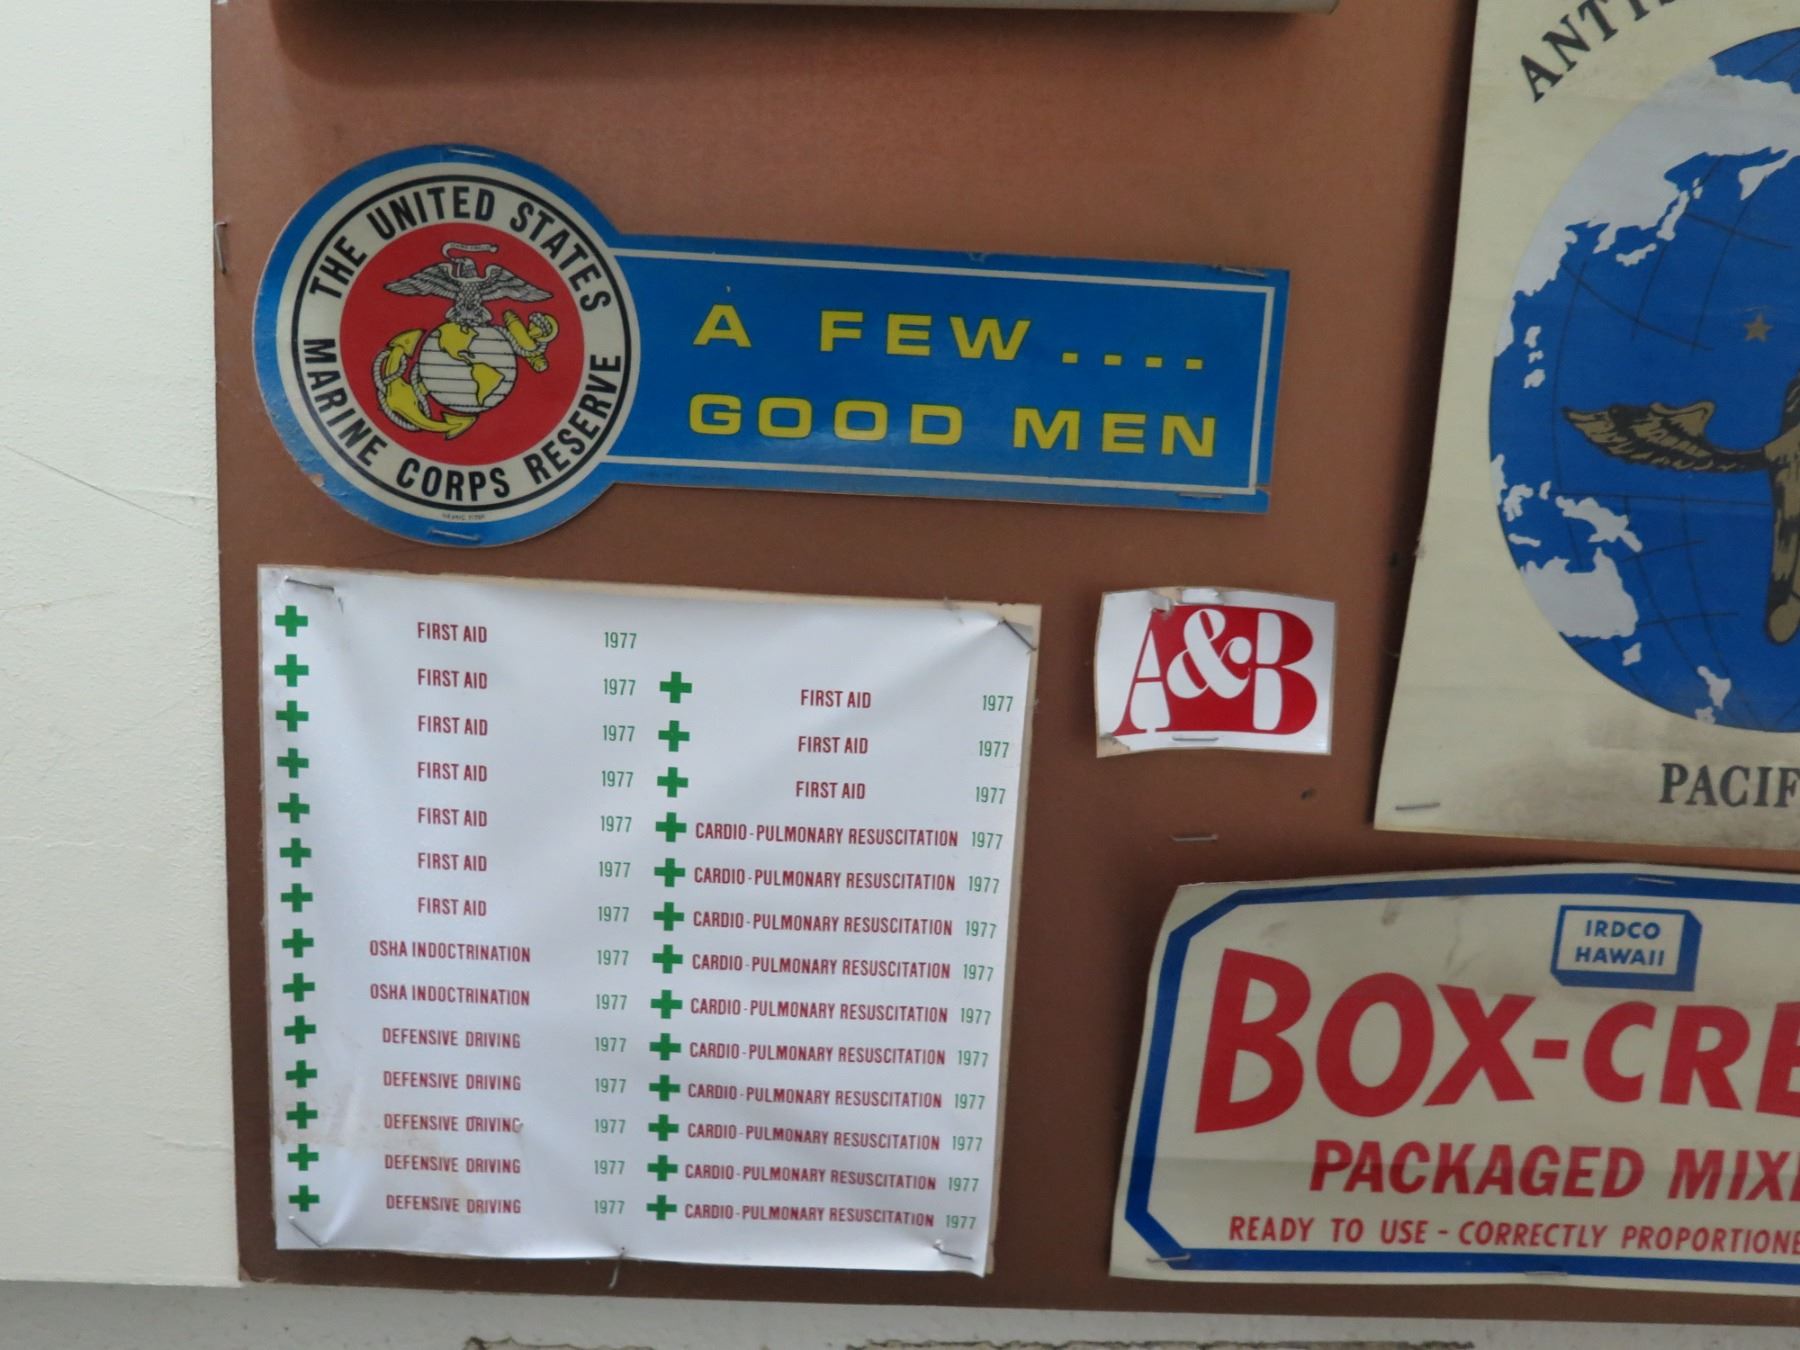 THE UNITED STATES
MARINE CORPS RESERVE
A FEW....
GOOD MEN
FIRST AID 1977
FIRST AID 1977
FIRST AID 1977
FIRST AID 1977
FIRST AID 1977
FIRST AID 1977
FIRST AID 1977
OSHA INDOCTRINATION 1977
OSHA INDOCTRINATION 1977
DEFENSIVE DRIVING 1977
DEFENSIVE DRIVING 1977
DEFENSIVE DRIVING 1977
DEFENSIVE DRIVING 1977
DEFENSIVE DRIVING 1977
FIRST AID 1977
FIRST AID 1977
FIRST AID 1977
CARDIO-PULMONARY RESUSCITATION 1977
CARDIO-PULMONARY RESUSCITATION 1977
CARDIO-PULMONARY RESUSCITATION 1977
CARDIO-PULMONARY RESUSCITATION 1977
CARDIO-PULMONARY RESUSCITATION 1977
CARDIO-PULMONARY RESUSCITATION 1977
CARDIO-PULMONARY RESUSCITATION 1977
CARDIO-PULMONARY RESUSCITATION 1977
CARDIO-PULMONARY RESUSCITATION 1977
CARDIO-PULMONARY RESUSCITATION 1977
A&B
PACIF
IRDCO
HAWAII
BOX-CRE
PACKAGED MIX
READY TO USE - CORRECTLY PROPORTIONE